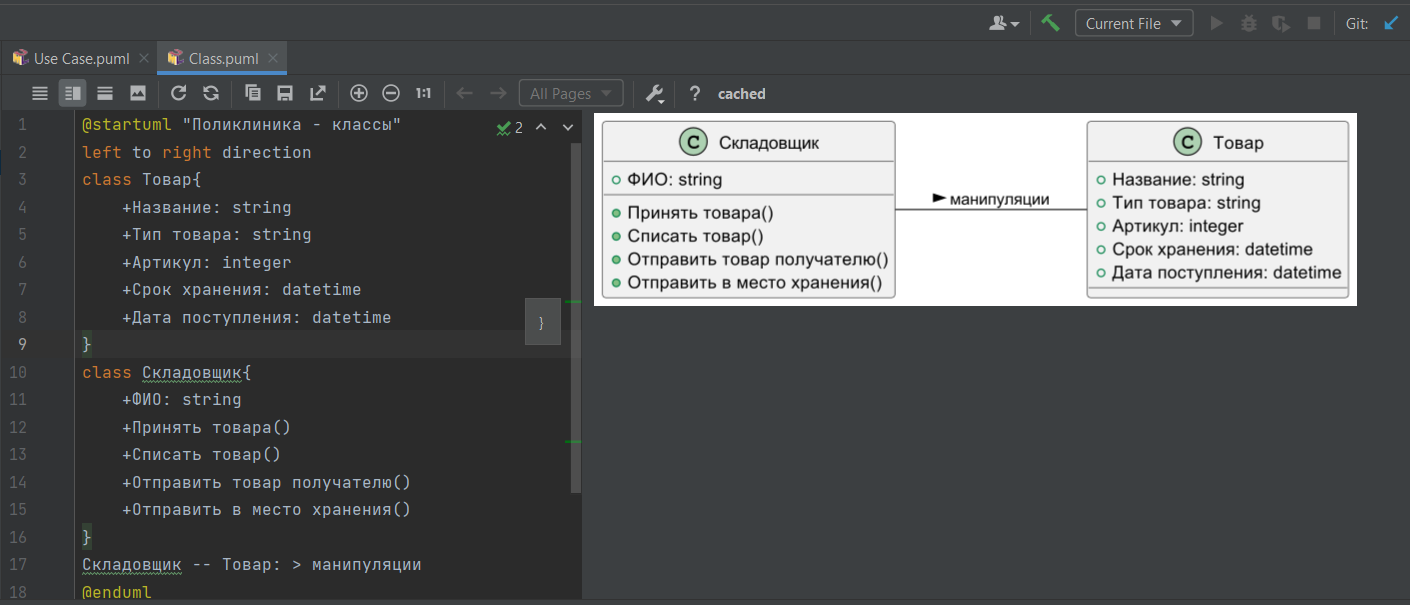 Current File
Git:
Use Case.puml
Class.puml
1:1
All Pages
?
cached
1 @startuml "Поликлиника - классы"
2 left to right direction
3 class Товар{
4 +Название: string
5 +Тип товара: string
6 +Артикул: integer
7 +Срок хранения: datetime
8 +Дата поступления: datetime
9 }
10 class Складовщик{
11 +ФИО: string
12 +Принять товара()
13 +Списать товар()
14 +Отправить товар получателю()
15 +Отправить в место хранения()
16 }
17 Складовщик -- Товар: > манипуляции
18 @enduml
2
}
C Складовщик
ФИО: string
Принять товара()
Списать товар()
Отправить товар получателю()
Отправить в место хранения()
манипуляции
C Товар
Название: string
Тип товара: string
Артикул: integer
Срок хранения: datetime
Дата поступления: datetime